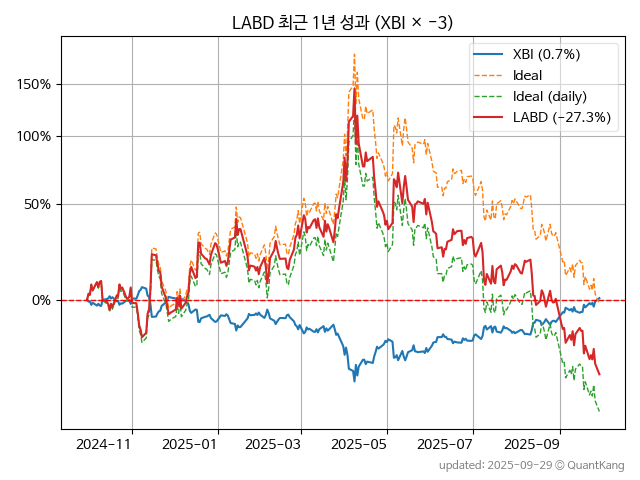 LABD 최근 1년 성과 (XBI × -3)
XBI (0.7%)
Ideal
Ideal (daily)
LABD (-27.3%)
150%
100%
50%
0%
2024-11 2025-01 2025-03 2025-05 2025-07 2025-09
updated: 2025-09-29 © QuantKang